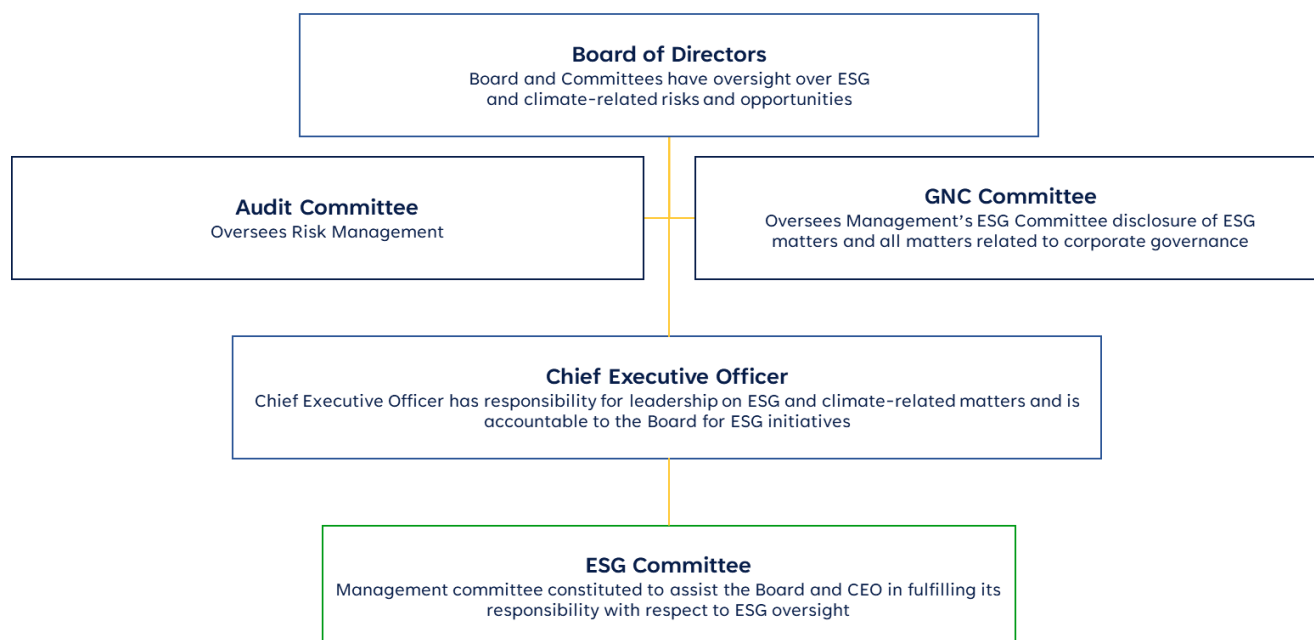 Board of Directors
Board and Committees have oversight over ESG
and climate-related risks and opportunities
Audit Committee
Oversees Risk Management
GNC Committee
Oversees Management's ESG Committee disclosure of ESG
matters and all matters related to corporate governance
Chief Executive Officer
Chief Executive Officer has responsibility for leadership on ESG and climate-related matters and is
accountable to the Board for ESG initiatives
ESG Committee
Management committee constituted to assist the Board and CEO in fulfilling its
responsibility with respect to ESG oversight